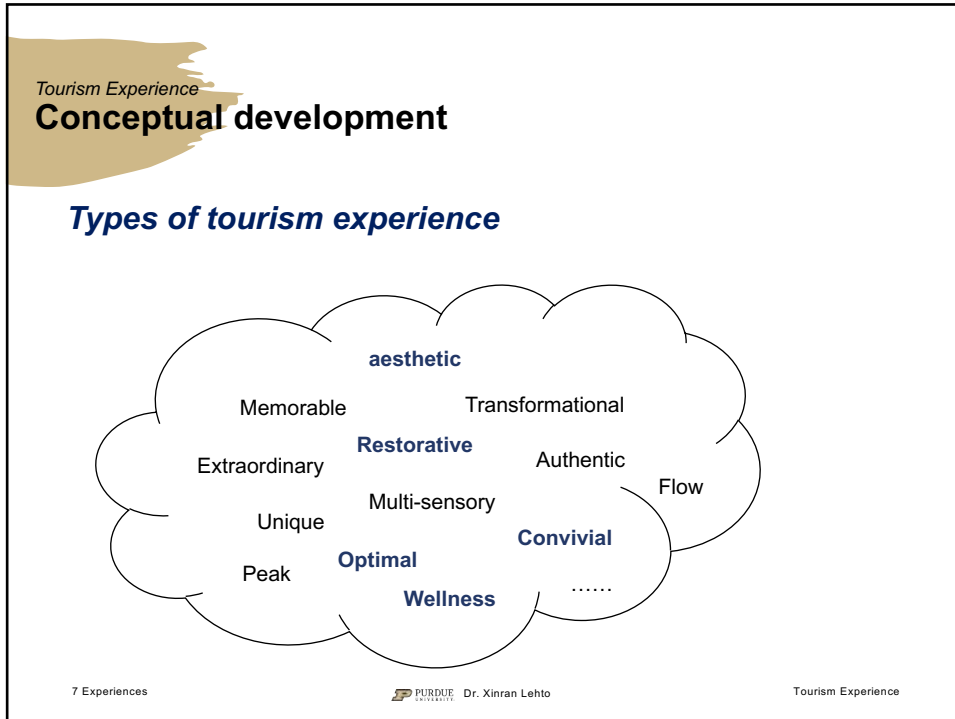 Tourism Experience
Conceptual development
Types of tourism experience
aesthetic
Memorable
Transformational
Restorative
Extraordinary
Authentic
Flow
Multi-sensory
Unique
Convivial
Optimal
Peak
Wellness
……
7 Experiences
PURDUE UNIVERSITY. Dr. Xinran Lehto
Tourism Experience